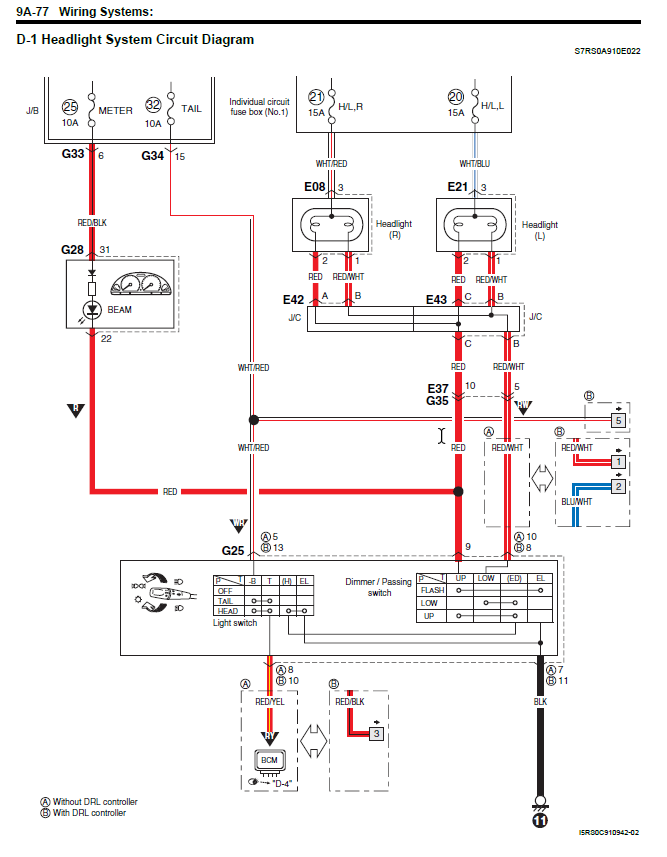 9A-77 Wiring Systems:
D-1 Headlight System Circuit Diagram
S7RS0A910E022
J/B
25
10A
METER
32
10A
TAIL
Individual circuit
fuse box (No.1)
21
15A
H/L,R
20
15A
H/L,L
G33
6
G34
15
WHT/RED
WHT/BLU
E08
3
E21
3
RED/BLK
Headlight
(R)
Headlight
(L)
G28
31
2
1
2
1
RED
RED/WHT
RED
RED/WHT
BEAM
E42
A
B
E43
C
B
J/C
J/C
22
C
B
WHT/RED
RED
RED/WHT
E37
G35
10
5
R
RW
B
5
A
B
WHT/RED
RED
RED/WHT
RED/WHT
1
2
BLU/WHT
RED
WR
G25
A 5
B 13
9
A 10
B 8
P T -B T (H) EL
OFF
TAIL
HEAD
Light switch
Dimmer / Passing
switch
P T UP LOW (ED) EL
FLASH
LOW
UP
A 8
B 10
A 7
B 11
A
B
RED/YEL
RED/BLK
BLK
RY
3
BCM
"D-4"
A Without DRL controller
B With DRL controller
11
I5RS0C910942-02